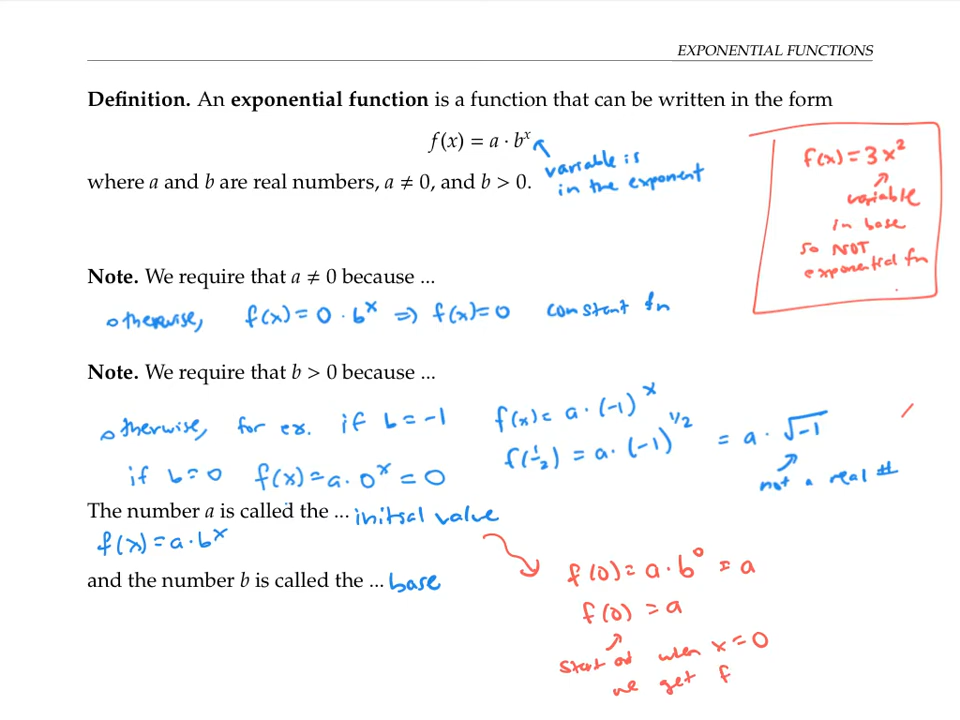 EXPONENTIAL FUNCTIONS
Definition. An exponential function is a function that can be written in the form
f(x) = a · b^x
variable is
in the exponent
where a and b are real numbers, a ≠ 0, and b > 0.
f(x) = 3x^2
variable
in base
so NOT
exponential fn
Note. We require that a ≠ 0 because ...
otherwise, f(x) = 0 · b^x ⇒ f(x) = 0 constant fn
Note. We require that b > 0 because ...
otherwise, for ex. if b = -1 f(x) = a · (-1)^x
f(1/2) = a · (-1)^1/2 = a · √-1
not a real #
if b = 0 f(x) = a · 0^x = 0
The number a is called the ... initial value
f(x) = a · b^x
and the number b is called the ... base
f(0) = a · b^0 = a
f(0) = a
start out when x = 0
we get f